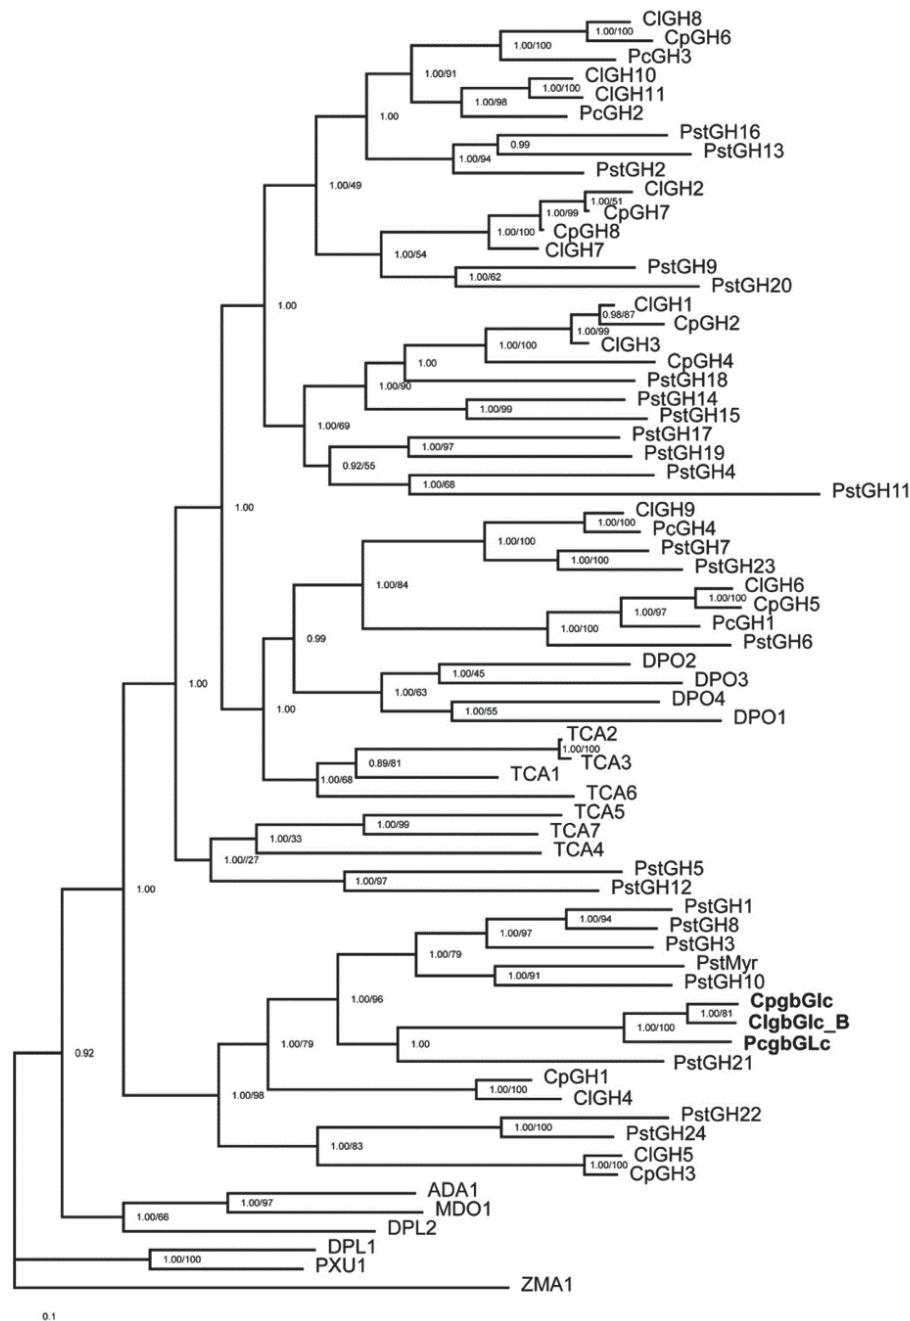 ClGH8
CpGH6
1.00/100
PcGH3
1.00/100
1.00/91
ClGH10
1.00/100
ClGH11
1.00/98
PcGH2
1.00
PstGH16
0.99
PstGH13
1.00/94
PstGH2
1.00/49
ClGH2
1.00/51
CpGH7
1.00/99
CpGH8
1.00/100
ClGH7
1.00/54
PstGH9
1.00/62
PstGH20
1.00
ClGH1
0.98/87
CpGH2
1.00/99
ClGH3
1.00/100
CpGH4
1.00
PstGH18
1.00/90
PstGH14
1.00/99
PstGH15
1.00/69
PstGH17
1.00/97
PstGH19
0.92/55
PstGH4
1.00/68
PstGH11
1.00
ClGH9
1.00/100
PcGH4
1.00/100
PstGH7
1.00/100
PstGH23
1.00/84
ClGH6
1.00/100
CpGH5
1.00/97
PcGH1
1.00/100
PstGH6
0.99
DPO2
1.00/45
DPO3
1.00/63
DPO4
1.00/55
DPO1
1.00
1.00
TCA2
1.00/100
TCA3
0.89/81
TCA1
1.00/68
TCA6
TCA5
1.00/99
TCA7
1.00/33
TCA4
1.00//27
PstGH5
1.00/97
PstGH12
1.00
PstGH1
1.00/94
PstGH8
1.00/97
PstGH3
1.00/79
PstMyr
1.00/91
PstGH10
1.00/96
CpgbGlc
1.00/81
ClgbGlc_B
1.00/100
PcgbGLc
1.00
PstGH21
1.00/79
CpGH1
1.00/100
ClGH4
1.00/98
PstGH22
1.00/100
PstGH24
1.00/83
ClGH5
1.00/100
CpGH3
0.92
ADA1
1.00/97
MDO1
1.00/66
DPL2
DPL1
1.00/100
PXU1
ZMA1
0.1